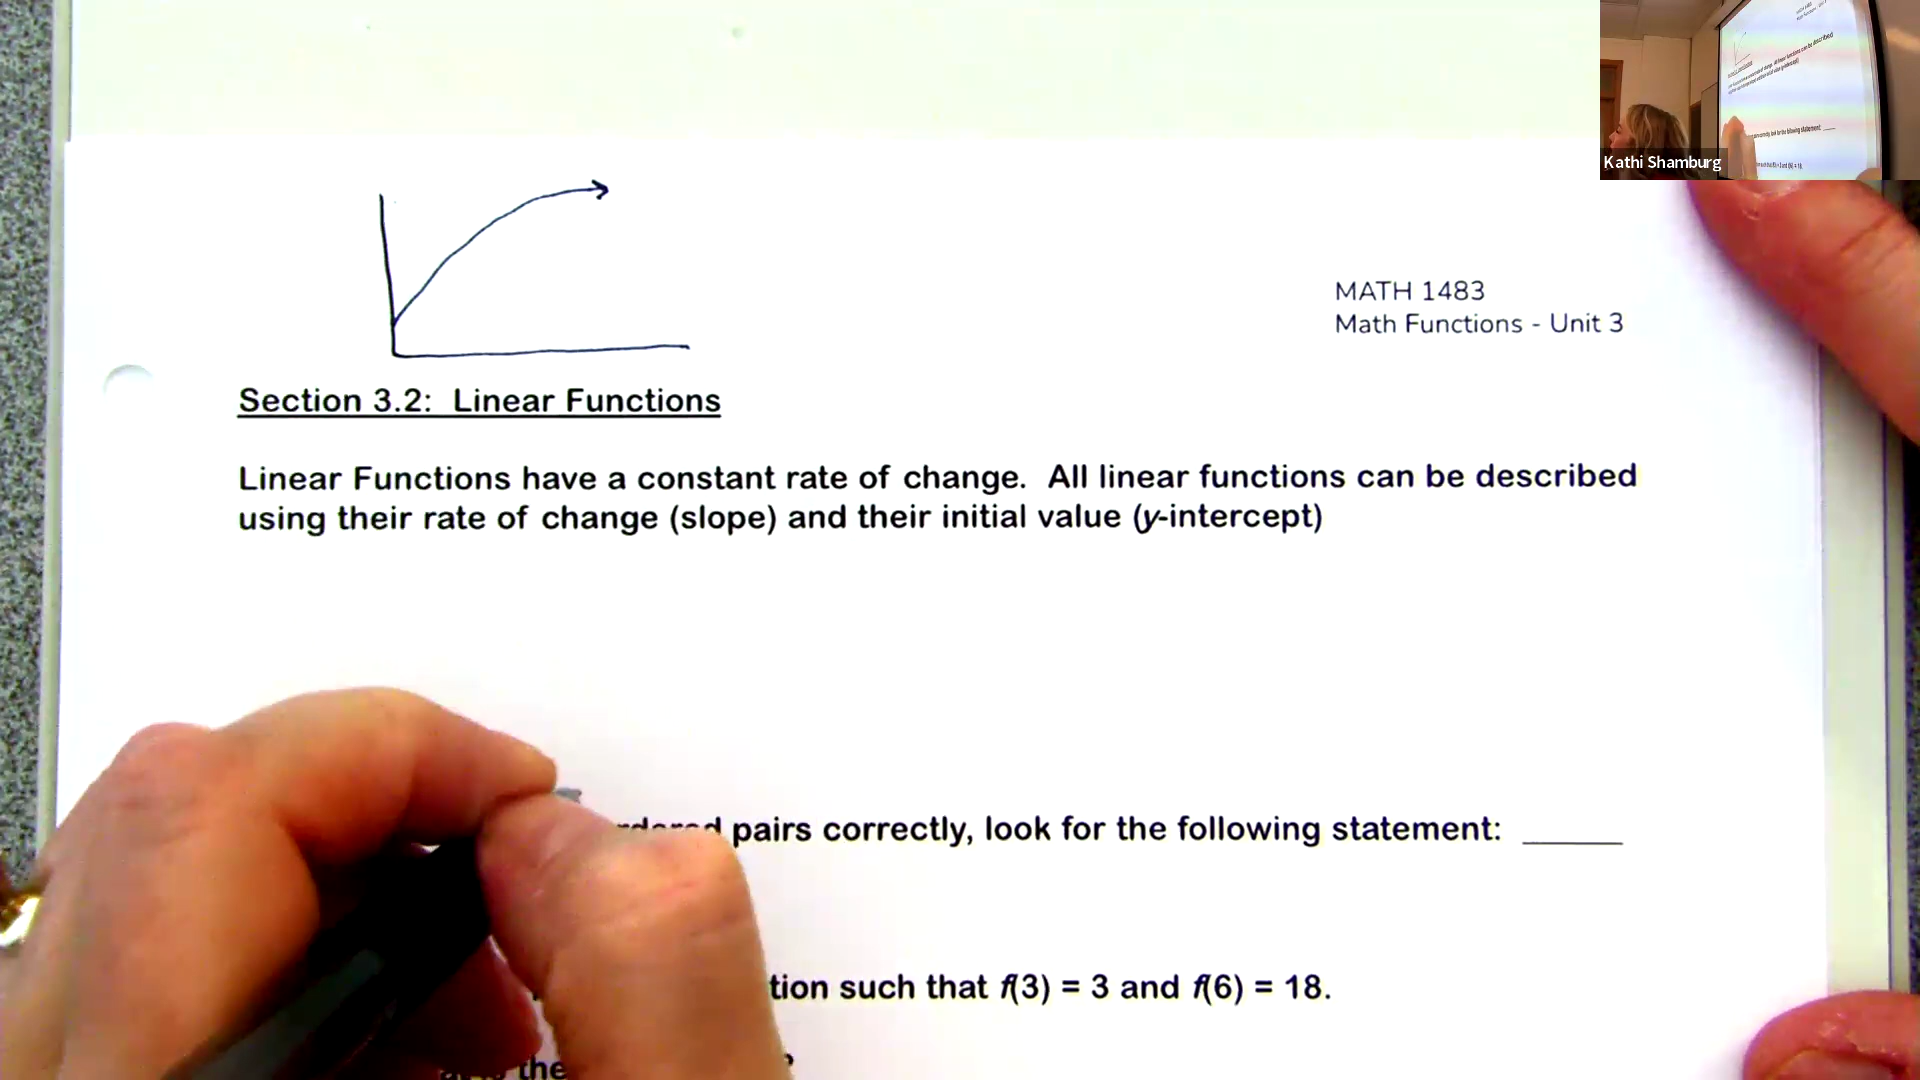 Kathi Shamburg
MATH 1483
Math Functions - Unit 3
Section 3.2: Linear Functions
Linear Functions have a constant rate of change. All linear functions can be described
using their rate of change (slope) and their initial value (y-intercept)
pairs correctly, look for the following statement: ______
tion such that f(3) = 3 and f(6) = 18.
the